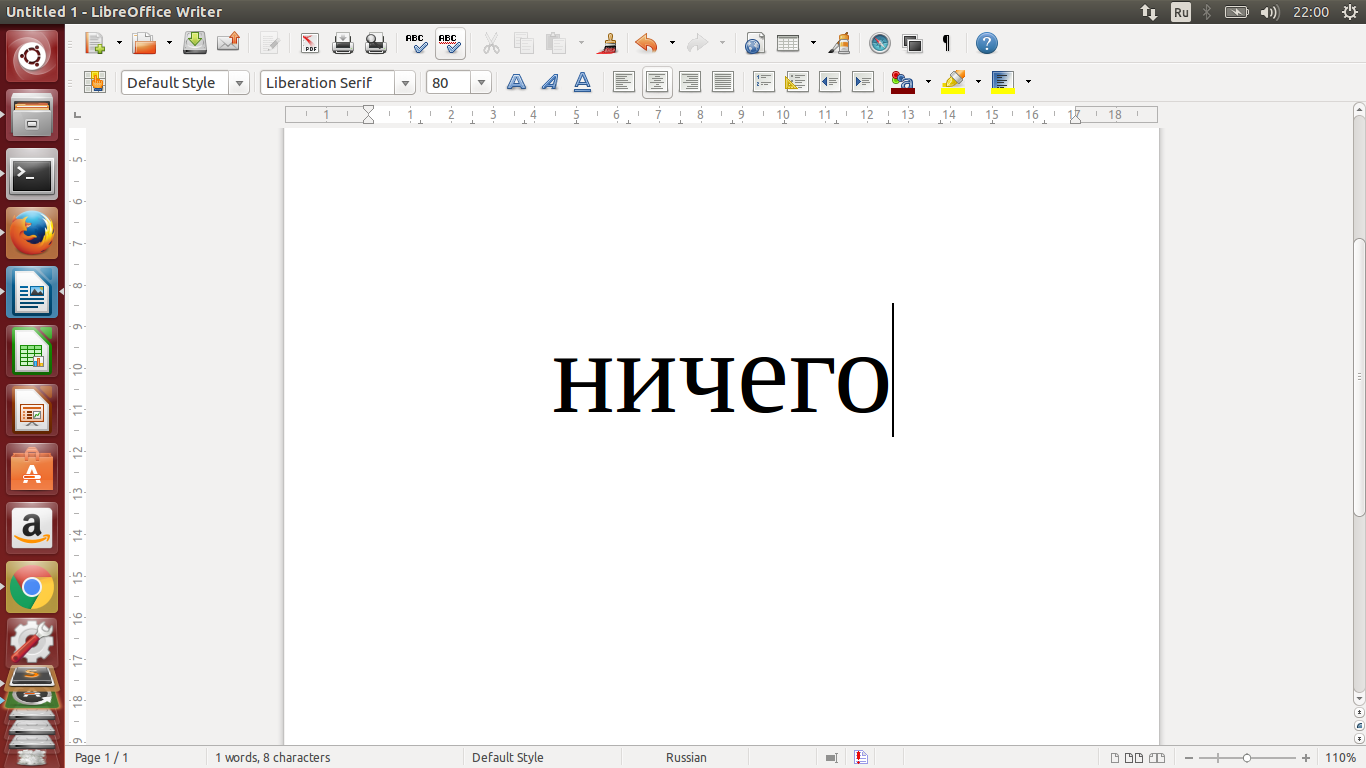 Untitled 1 - LibreOffice Writer
Ru
22:00
PDF
ABC
ABC
Default Style
Liberation Serif
80
1 1 2 3 4 5 6 7 8 9 10 11 12 13 14 15 16 17 18
5
6
7
8
9
10
11
12
13
14
15
16
17
18
ничего
Page 1 / 1
1 words, 8 characters
Default Style
Russian
110%